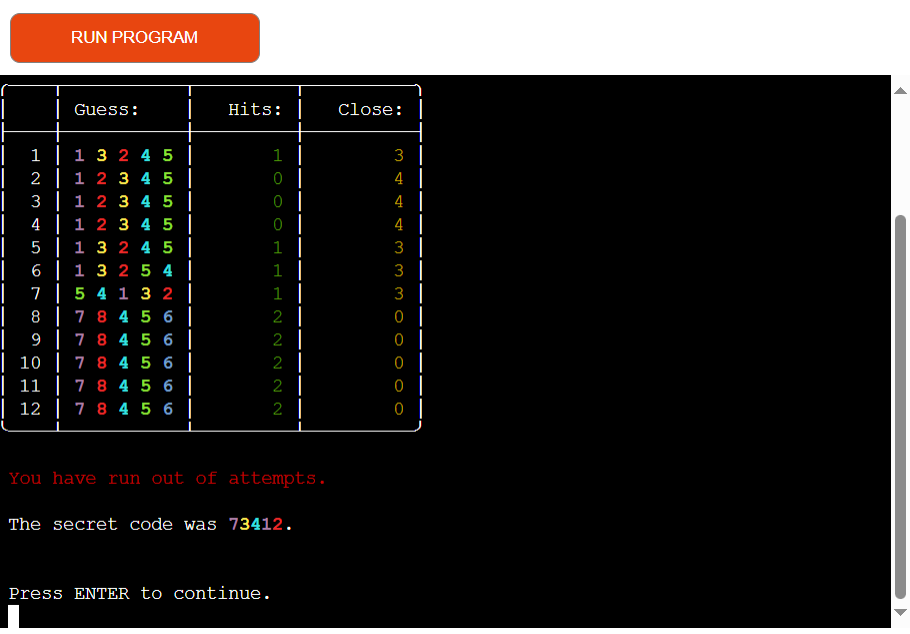 RUN PROGRAM
Guess: Hits: Close:
1 1 3 2 4 5 1 3
2 1 2 3 4 5 0 4
3 1 2 3 4 5 0 4
4 1 2 3 4 5 0 4
5 1 3 2 4 5 1 3
6 1 3 2 5 4 1 3
7 5 4 1 3 2 1 3
8 7 8 4 5 6 2 0
9 7 8 4 5 6 2 0
10 7 8 4 5 6 2 0
11 7 8 4 5 6 2 0
12 7 8 4 5 6 2 0
You have run out of attempts.
The secret code was 73412.
Press ENTER to continue.